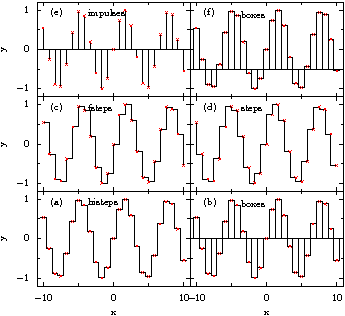 (e) impulses
(f) boxes
1
0
−1
y
(c) fsteps
(d) steps
1
0
−1
y
(a) histeps
(b) boxes
1
0
−1
y
−10 0 10
−10 0 10
x
x